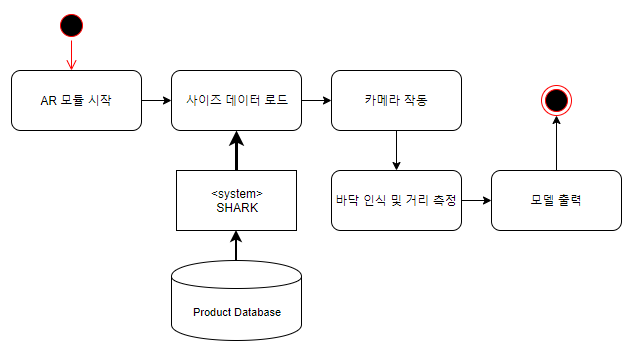 AR 모듈 시작
사이즈 데이터 로드
카메라 작동
<system>
SHARK
바닥 인식 및 거리 측정
모델 출력
Product Database